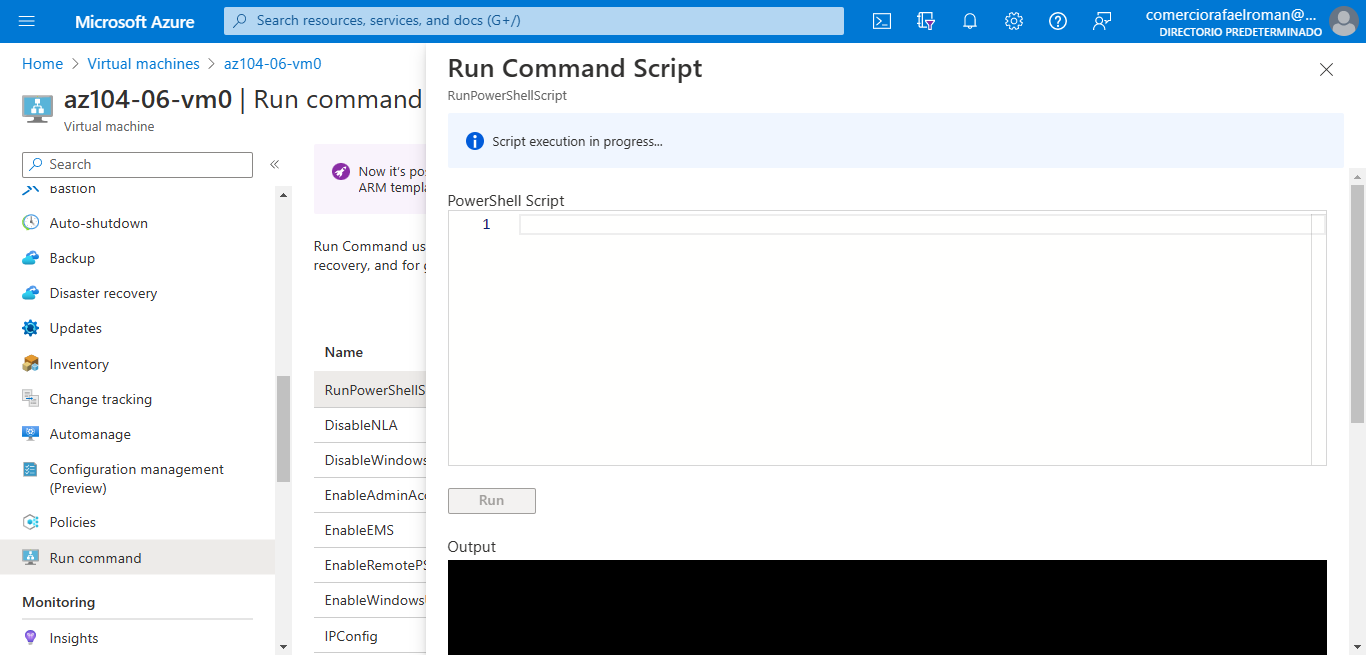 Microsoft Azure
Search resources, services, and docs (G+/)
comerciorafaelroman@...
DIRECTORIO PREDETERMINADO
Home > Virtual machines > az104-06-vm0
az104-06-vm0 | Run command
Virtual machine
Search
Bastion
Auto-shutdown
Backup
Disaster recovery
Updates
Inventory
Change tracking
Automanage
Configuration management
(Preview)
Policies
Run command
Monitoring
Insights
Now it's po
ARM templa
Run Command us
recovery, and for g
Name
RunPowerShellS
DisableNLA
DisableWindows
EnableAdminAcc
EnableEMS
EnableRemotePS
EnableWindowsU
IPConfig
Run Command Script
RunPowerShellScript
Script execution in progress...
PowerShell Script
1
Run
Output